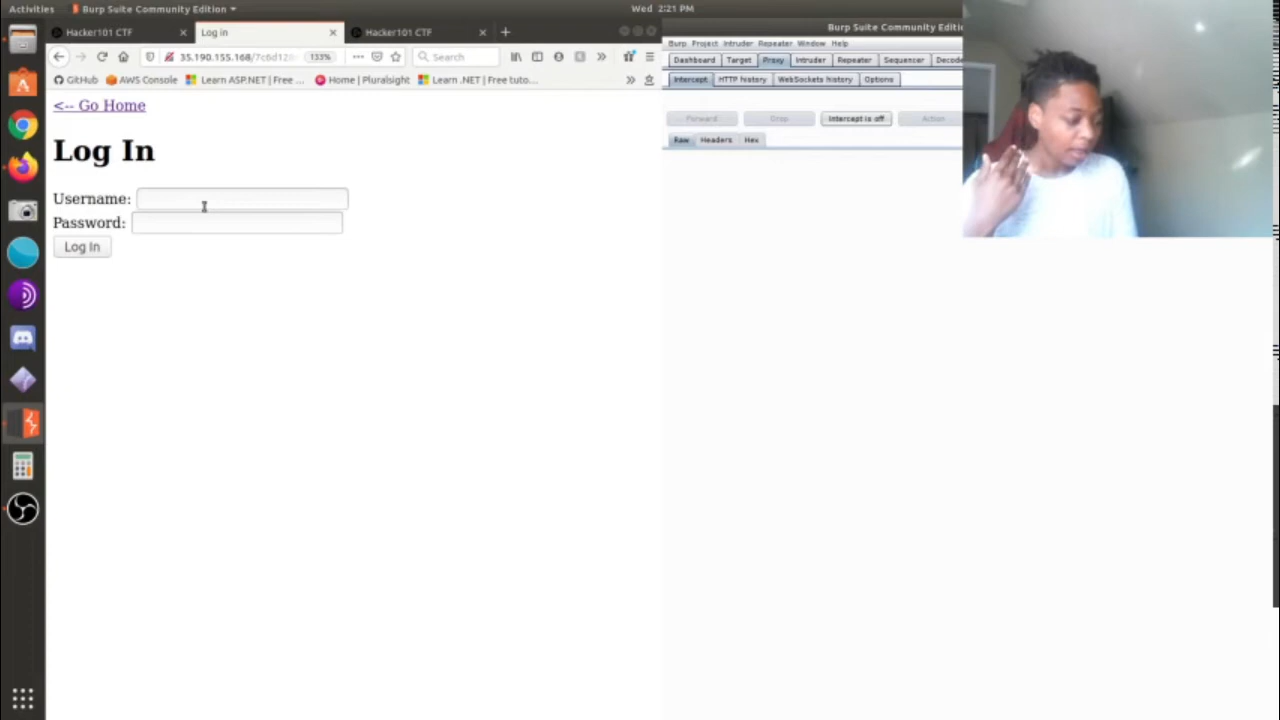 Activities
Burp Suite Community Edition
Wed 2:21 PM
Hacker101 CTF
Log in
Hacker101 CTF
35.190.155.168/7c6d12
133%
Search
GitHub
AWS Console
Learn ASP.NET | Free ...
Home | Pluralsight
Learn .NET | Free tuto...
<-- Go Home
Log In
Username:
Password:
Log In
Burp Suite Community Editi
Burp Project Intruder Repeater Window Help
Dashboard Target Proxy Intruder Repeater Sequencer Decod
Intercept HTTP history WebSockets history Options
Forward Drop Intercept is off Action
Raw Headers Hex